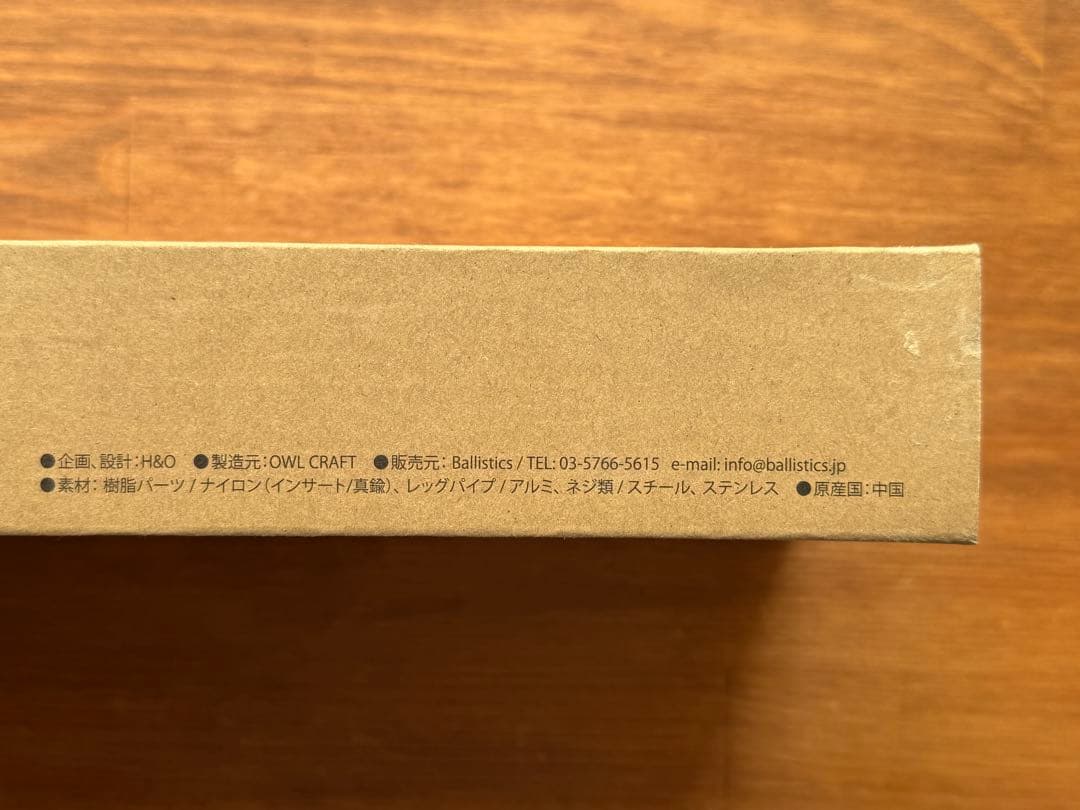 ●企画、設計：H&O ●製造元：OWL CRAFT ●販売元： Ballistics / TEL: 03-5766-5615 e-mail: info@ballistics.jp
●素材： 樹脂パーツ / ナイロン（インサート/真鍮）、レッグパイプ / アルミ、ネジ類 / スチール、ステンレス ●原産国：中国